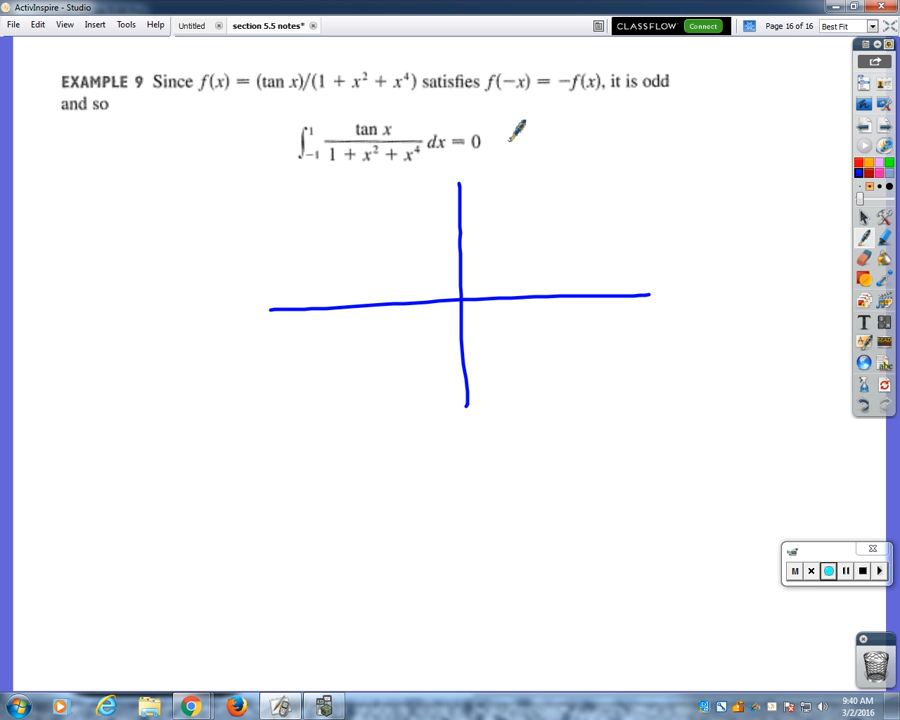 ActivInspire - Studio
File Edit View Insert Tools Help Untitled section 5.5 notes* CLASSFLOW Connect Page 16 of 16 Best Fit
EXAMPLE 9 Since f(x) = (tan x)/(1 + x² + x⁴) satisfies f(−x) = −f(x), it is odd
and so
∫₋₁¹ tan x / (1 + x² + x⁴) dx = 0
T
abc
M
9:40 AM
3/2/2016